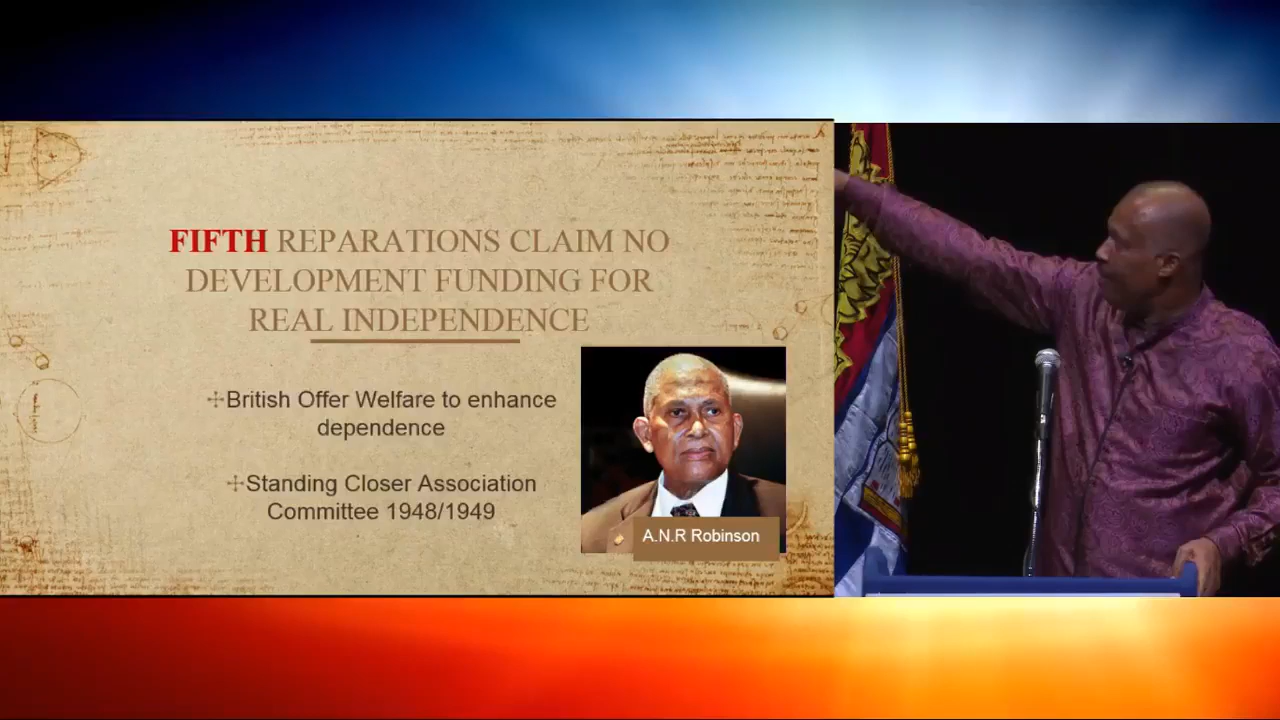 FIFTH REPARATIONS CLAIM NO
DEVELOPMENT FUNDING FOR
REAL INDEPENDENCE
British Offer Welfare to enhance
dependence
Standing Closer Association
Committee 1948/1949
A.N.R Robinson